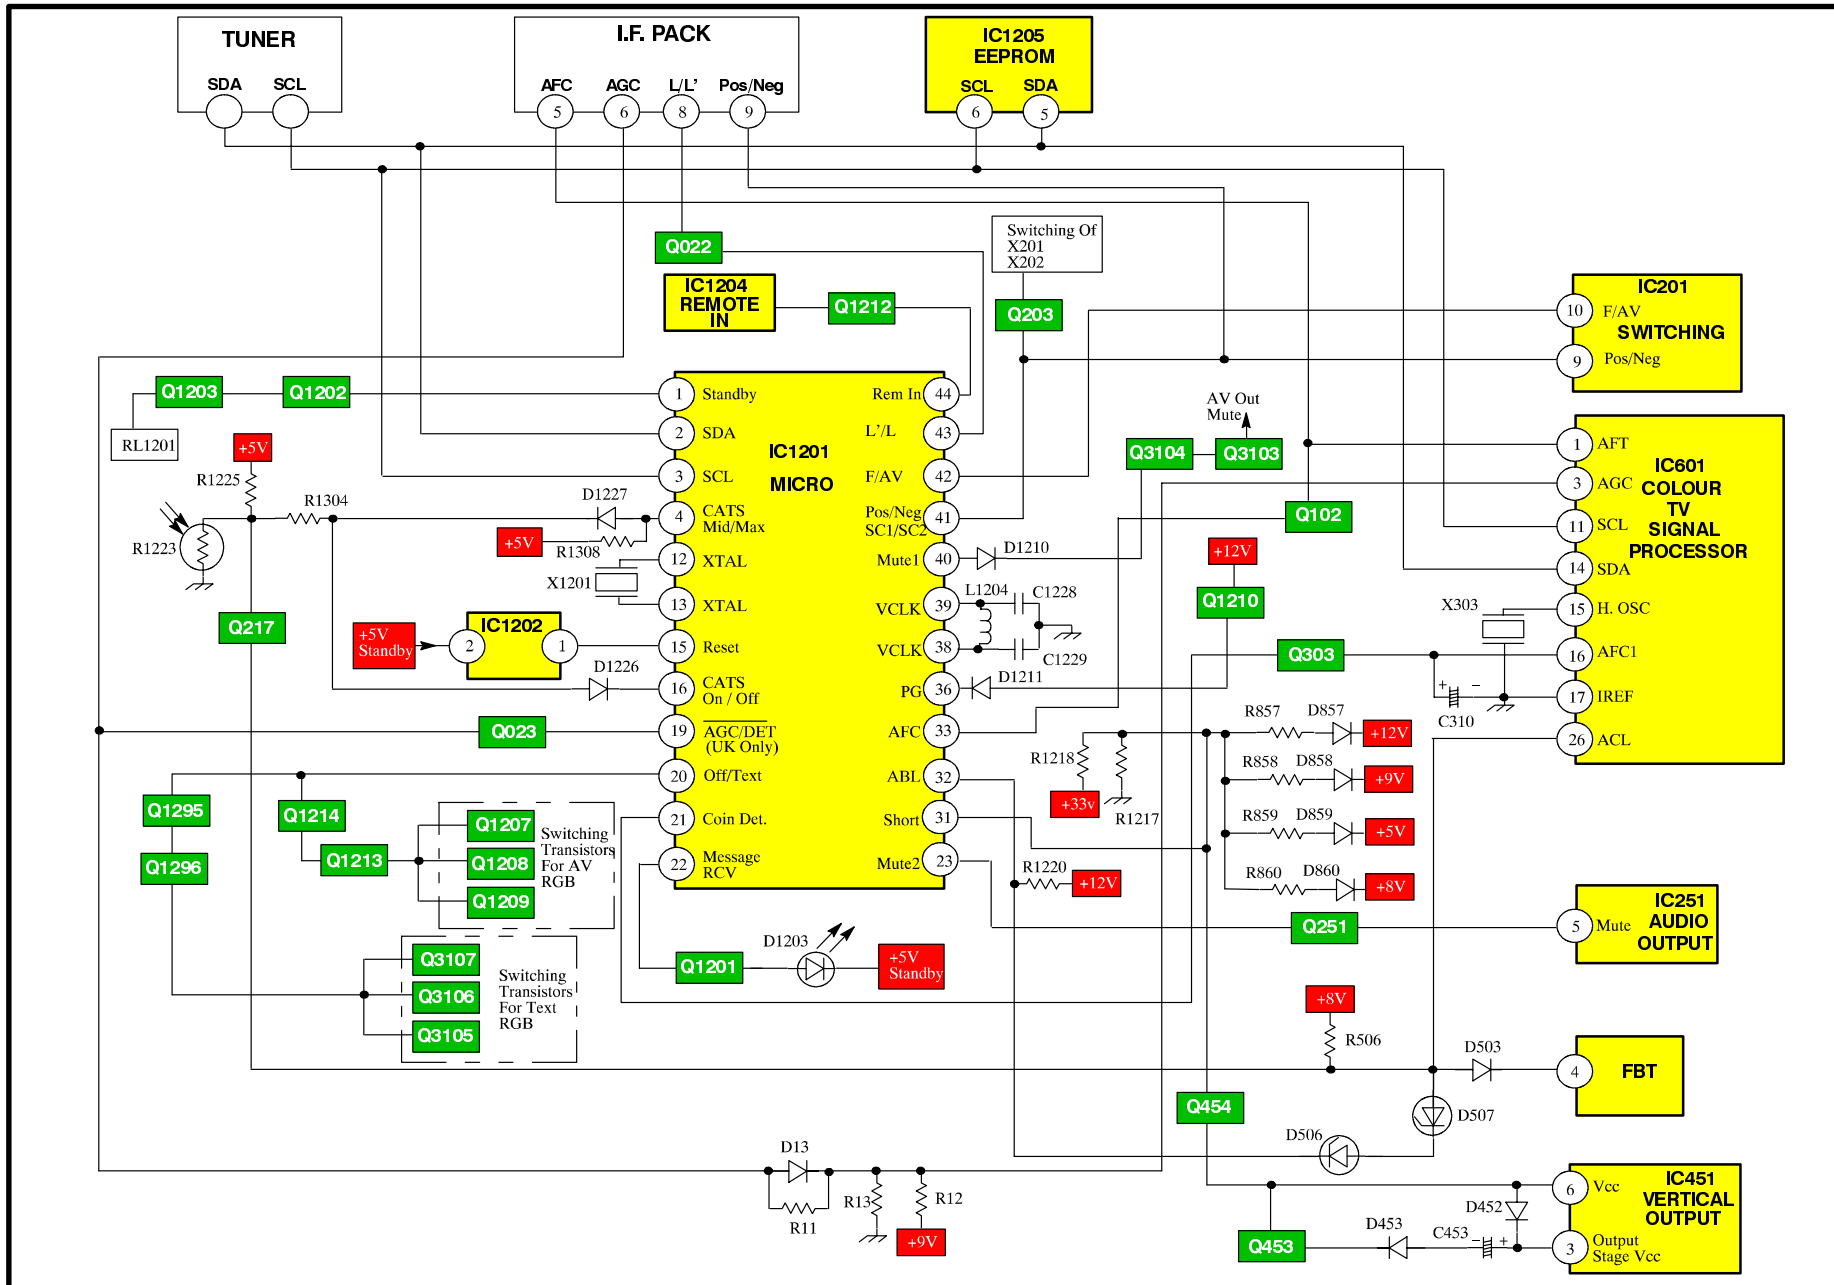 TUNER
SDA SCL
I.F. PACK
AFC AGC L/L' Pos/Neg
5 6 8 9
IC1205
EEPROM
SCL SDA
6 5
Q022
Switching Of
X201
X202
IC1204
REMOTE
IN
Q1212
Q203
IC201
SWITCHING
10 F/AV
9 Pos/Neg
Q1203
Q1202
RL1201
+5V
R1225
R1304
R1223
D1227
+5V
R1308
X1201
Q217
+5V
Standby
IC1202
2 1
D1226
Q023
IC1201
MICRO
1 Standby
2 SDA
3 SCL
4 CATS
Mid/Max
12 XTAL
13 XTAL
15 Reset
16 CATS
On / Off
19 AGC/DET
(UK Only)
20 Off/Text
21 Coin Det.
22 Message
RCV
Rem In 44
L'/L 43
F/AV 42
Pos/Neg 41
SC1/SC2
Mute1 40
VCLK 39
VCLK 38
PG 36
AFC 33
ABL 32
Short 31
Mute2 23
AV Out
Mute
Q3104
Q3103
Q102
D1210
+12V
Q1210
L1204
C1228
C1229
D1211
Q303
X303
C310
+ -
IC601
COLOUR
TV
SIGNAL
PROCESSOR
1 AFT
3 AGC
11 SCL
14 SDA
15 H. OSC
16 AFC1
17 IREF
26 ACL
R1218
+33v
R1217
R857 D857 +12V
R858 D858 +9V
R859 D859 +5V
R860 D860 +8V
R1220
+12V
Q1295
Q1296
Q1214
Q1213
Q1207
Q1208
Q1209
Switching
Transistors
For AV
RGB
Q3107
Q3106
Q3105
Switching
Transistors
For Text
RGB
Q1201
D1203
+5V
Standby
Q251
IC251
AUDIO
OUTPUT
5 Mute
+8V
R506
D503
4
FBT
Q454
D507
D506
D13
R11
R13
R12
+9V
Q453
D453
C453
- +
D452
IC451
VERTICAL
OUTPUT
6 Vcc
3 Output
Stage Vcc